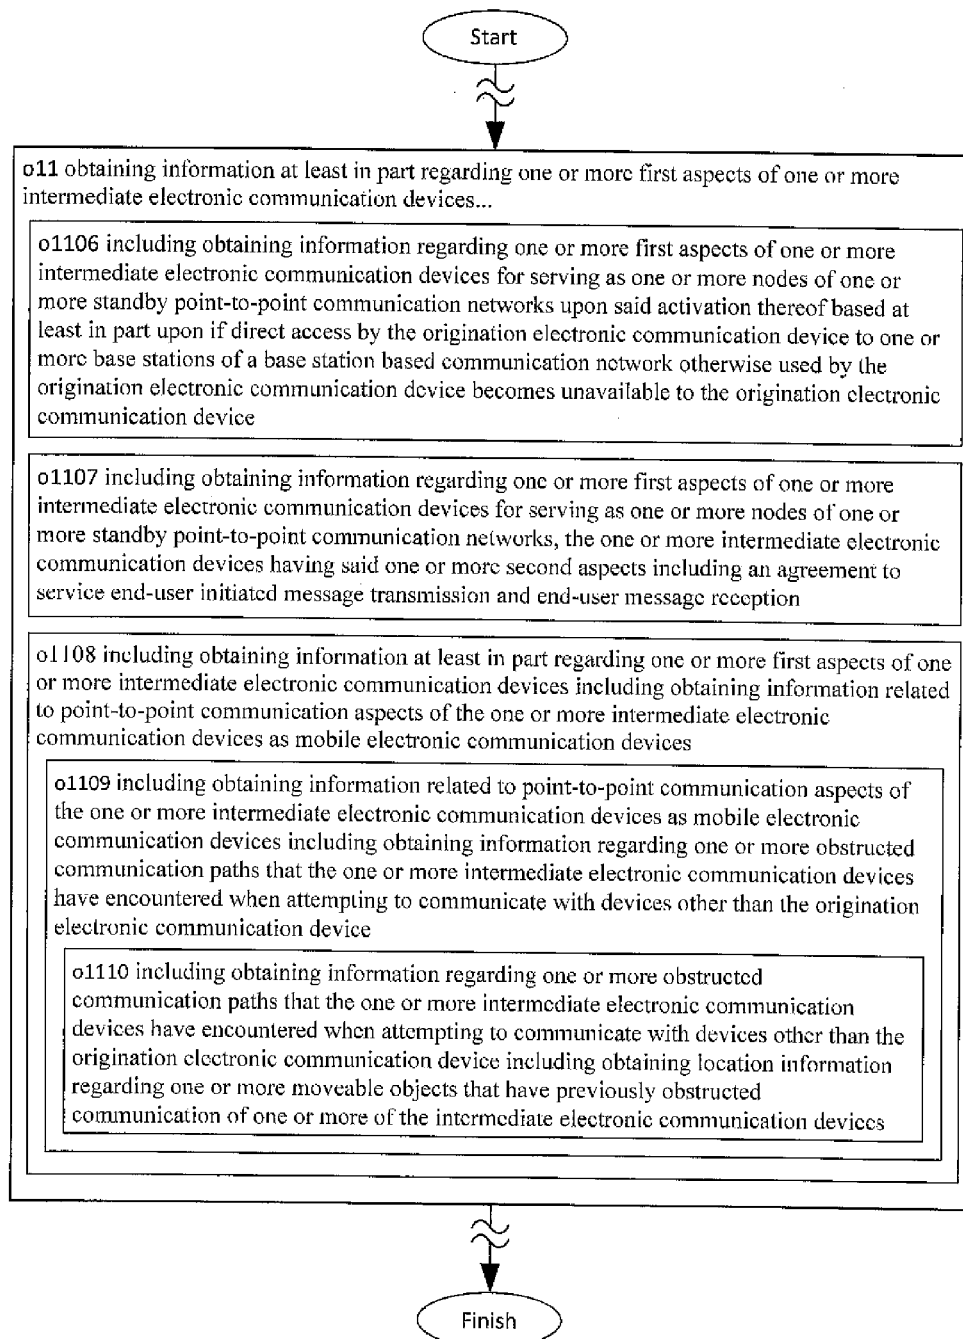 Start
o11 obtaining information at least in part regarding one or more first aspects of one or more
intermediate electronic communication devices...
o1106 including obtaining information regarding one or more first aspects of one or more
intermediate electronic communication devices for serving as one or more nodes of one or
more standby point-to-point communication networks upon said activation thereof based at
least in part upon if direct access by the origination electronic communication device to one or
more base stations of a base station based communication network otherwise used by the
origination electronic communication device becomes unavailable to the origination electronic
communication device
o1107 including obtaining information regarding one or more first aspects of one or more
intermediate electronic communication devices for serving as one or more nodes of one or
more standby point-to-point communication networks, the one or more intermediate electronic
communication devices having said one or more second aspects including an agreement to
service end-user initiated message transmission and end-user message reception
o1108 including obtaining information at least in part regarding one or more first aspects of one
or more intermediate electronic communication devices including obtaining information related
to point-to-point communication aspects of the one or more intermediate electronic
communication devices as mobile electronic communication devices
o1109 including obtaining information related to point-to-point communication aspects of
the one or more intermediate electronic communication devices as mobile electronic
communication devices including obtaining information regarding one or more obstructed
communication paths that the one or more intermediate electronic communication devices
have encountered when attempting to communicate with devices other than the origination
electronic communication device
o1110 including obtaining information regarding one or more obstructed
communication paths that the one or more intermediate electronic communication
devices have encountered when attempting to communicate with devices other than the
origination electronic communication device including obtaining location information
regarding one or more moveable objects that have previously obstructed
communication of one or more of the intermediate electronic communication devices
Finish